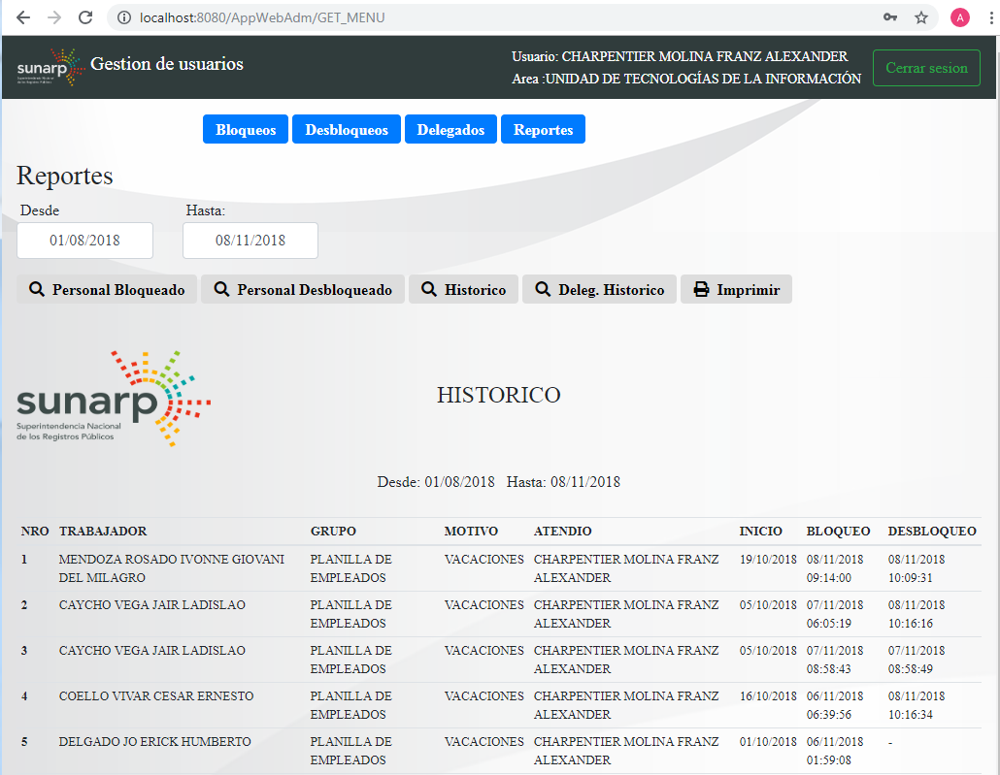 localhost:8080/AppWebAdm/GET_MENU
A
sunarp
Gestion de usuarios
Usuario: CHARPENTIER MOLINA FRANZ ALEXANDER
Area :UNIDAD DE TECNOLOGÍAS DE LA INFORMACIÓN
Cerrar sesion
Bloqueos Desbloqueos Delegados Reportes
Reportes
Desde Hasta:
01/08/2018 08/11/2018
Personal Bloqueado Personal Desbloqueado Historico Deleg. Historico Imprimir
sunarp
Superintendencia Nacional
de los Registros Públicos
HISTORICO
Desde: 01/08/2018 Hasta: 08/11/2018
NRO TRABAJADOR GRUPO MOTIVO ATENDIO INICIO BLOQUEO DESBLOQUEO
1 MENDOZA ROSADO IVONNE GIOVANI PLANILLA DE VACACIONES CHARPENTIER MOLINA FRANZ 19/10/2018 08/11/2018 08/11/2018
DEL MILAGRO EMPLEADOS ALEXANDER 09:14:00 10:09:31
2 CAYCHO VEGA JAIR LADISLAO PLANILLA DE VACACIONES CHARPENTIER MOLINA FRANZ 05/10/2018 07/11/2018 08/11/2018
EMPLEADOS ALEXANDER 06:05:19 10:16:16
3 CAYCHO VEGA JAIR LADISLAO PLANILLA DE VACACIONES CHARPENTIER MOLINA FRANZ 05/10/2018 07/11/2018 07/11/2018
EMPLEADOS ALEXANDER 08:58:43 08:58:49
4 COELLO VIVAR CESAR ERNESTO PLANILLA DE VACACIONES CHARPENTIER MOLINA FRANZ 16/10/2018 06/11/2018 08/11/2018
EMPLEADOS ALEXANDER 06:39:56 10:16:34
5 DELGADO JO ERICK HUMBERTO PLANILLA DE VACACIONES CHARPENTIER MOLINA FRANZ 01/10/2018 06/11/2018 -
EMPLEADOS ALEXANDER 01:59:08